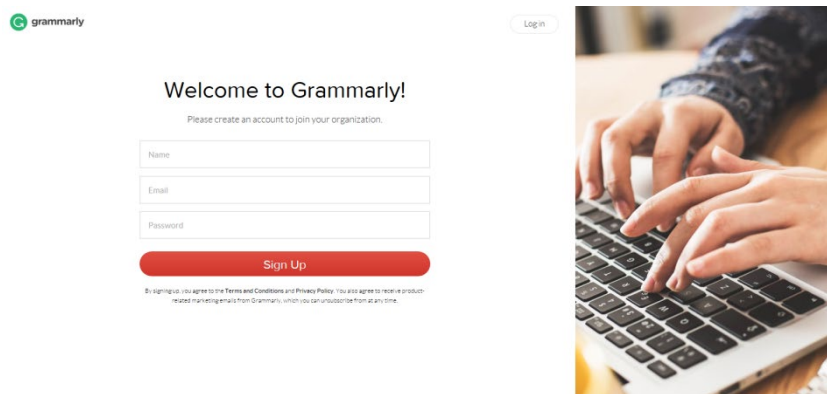 grammarly
Log in
Welcome to Grammarly!
Please create an account to join your organization.
Name
Email
Password
Sign Up
By signing up, you agree to the Terms and Conditions and Privacy Policy. You also agree to receive product-
related marketing emails from Grammarly, which you can unsubscribe from at any time.